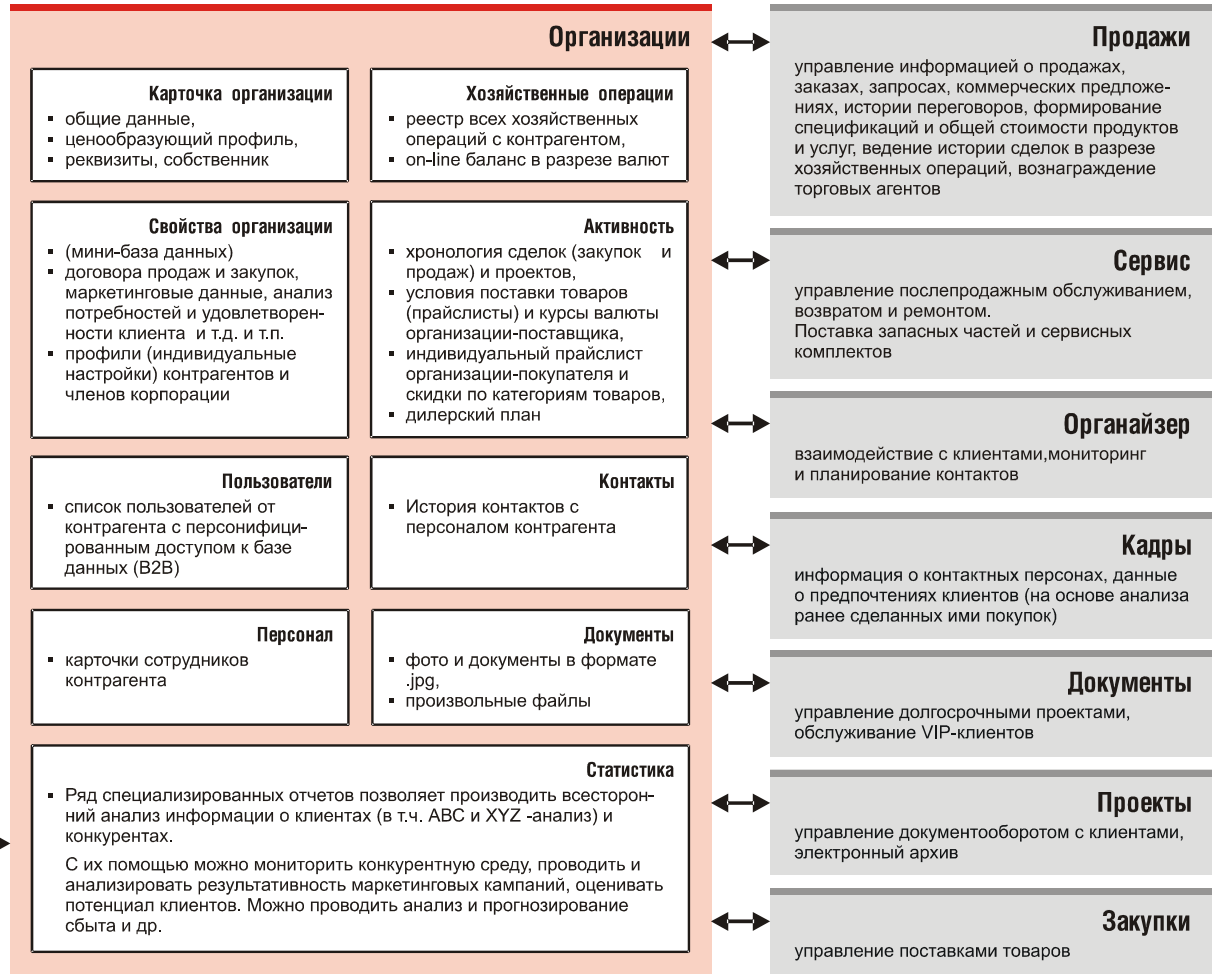 Организации
Карточка организации
▪ общие данные,
▪ ценообразующий профиль,
▪ реквизиты, собственник
Хозяйственные операции
▪ реестр всех хозяйственных
операций с контрагентом,
▪ on-line баланс в разрезе валют
Свойства организации
▪ (мини-база данных)
▪ договора продаж и закупок,
маркетинговые данные, анализ
потребностей и удовлетворен-
ности клиента и т.д. и т.п.
▪ профили (индивидуальные
настройки) контрагентов и
членов корпорации
Активность
▪ хронология сделок (закупок и
продаж) и проектов,
▪ условия поставки товаров
(прайслисты) и курсы валюты
организации-поставщика,
▪ индивидуальный прайслист
организации-покупателя и
скидки по категориям товаров,
▪ дилерский план
Пользователи
▪ список пользователей от
контрагента с персонифици-
рованным доступом к базе
данных (B2B)
Контакты
▪ История контактов с
персоналом контрагента
Персонал
▪ карточки сотрудников
контрагента
Документы
▪ фото и документы в формате
.jpg,
▪ произвольные файлы
Статистика
▪ Ряд специализированных отчетов позволяет производить всесторон-
ний анализ информации о клиентах (в т.ч. ABC и XYZ -анализ) и
конкурентах.
С их помощью можно мониторить конкурентную среду, проводить и
анализировать результативность маркетинговых кампаний, оценивать
потенциал клиентов. Можно проводить анализ и прогнозирование
сбыта и др.
Продажи
управление информацией о продажах,
заказах, запросах, коммерческих предложе-
ниях, истории переговоров, формирование
спецификаций и общей стоимости продуктов
и услуг, ведение истории сделок в разрезе
хозяйственных операций, вознаграждение
торговых агентов
Сервис
управление послепродажным обслуживанием,
возвратом и ремонтом.
Поставка запасных частей и сервисных
комплектов
Органайзер
взаимодействие с клиентами,мониторинг
и планирование контактов
Кадры
информация о контактных персонах, данные
о предпочтениях клиентов (на основе анализа
ранее сделанных ими покупок)
Документы
управление долгосрочными проектами,
обслуживание VIP-клиентов
Проекты
управление документооборотом с клиентами,
электронный архив
Закупки
управление поставками товаров